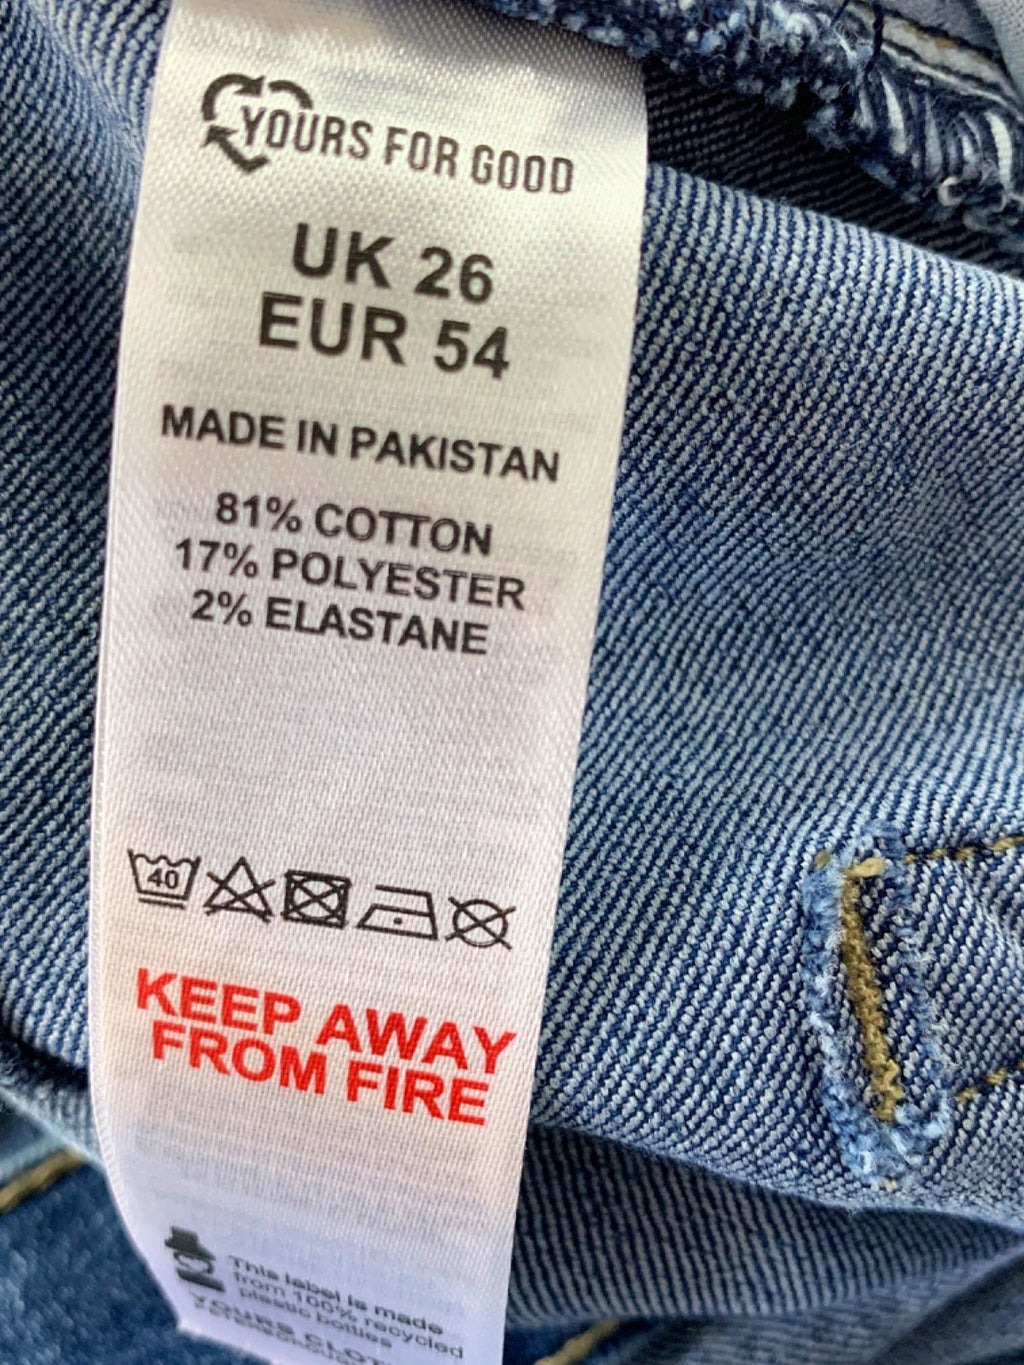 YOURS FOR GOOD
UK 26
EUR 54
MADE IN PAKISTAN
81% COTTON
17% POLYESTER
2% ELASTANE
40
KEEP AWAY
FROM FIRE
This label is made
from 100% recycled
plastic bottles
YOURS